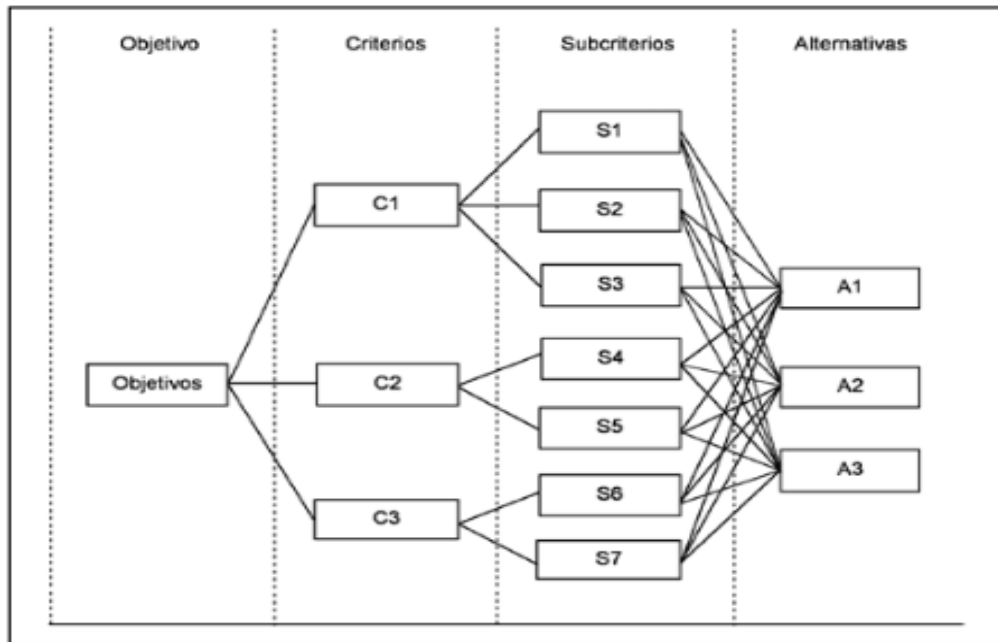 Objetivo
Criterios
Subcriterios
Alternativas
S1
C1
S2
S3
A1
Objetivos
C2
S4
A2
S5
A3
C3
S6
S7